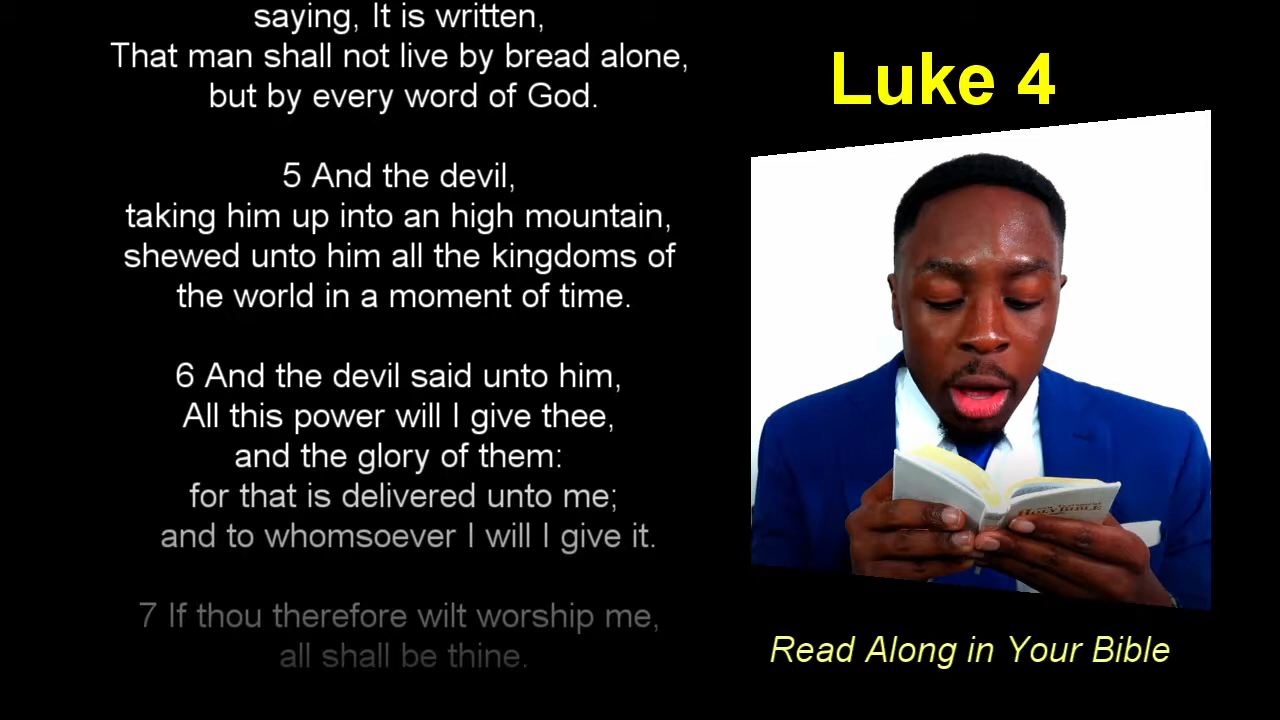 saying, It is written,
That man shall not live by bread alone,
but by every word of God.
5 And the devil,
taking him up into an high mountain,
shewed unto him all the kingdoms of
the world in a moment of time.
6 And the devil said unto him,
All this power will I give thee,
and the glory of them:
for that is delivered unto me;
and to whomsoever I will I give it.
7 If thou therefore wilt worship me,
all shall be thine.
Luke 4
HOLY BIBLE
Read Along in Your Bible